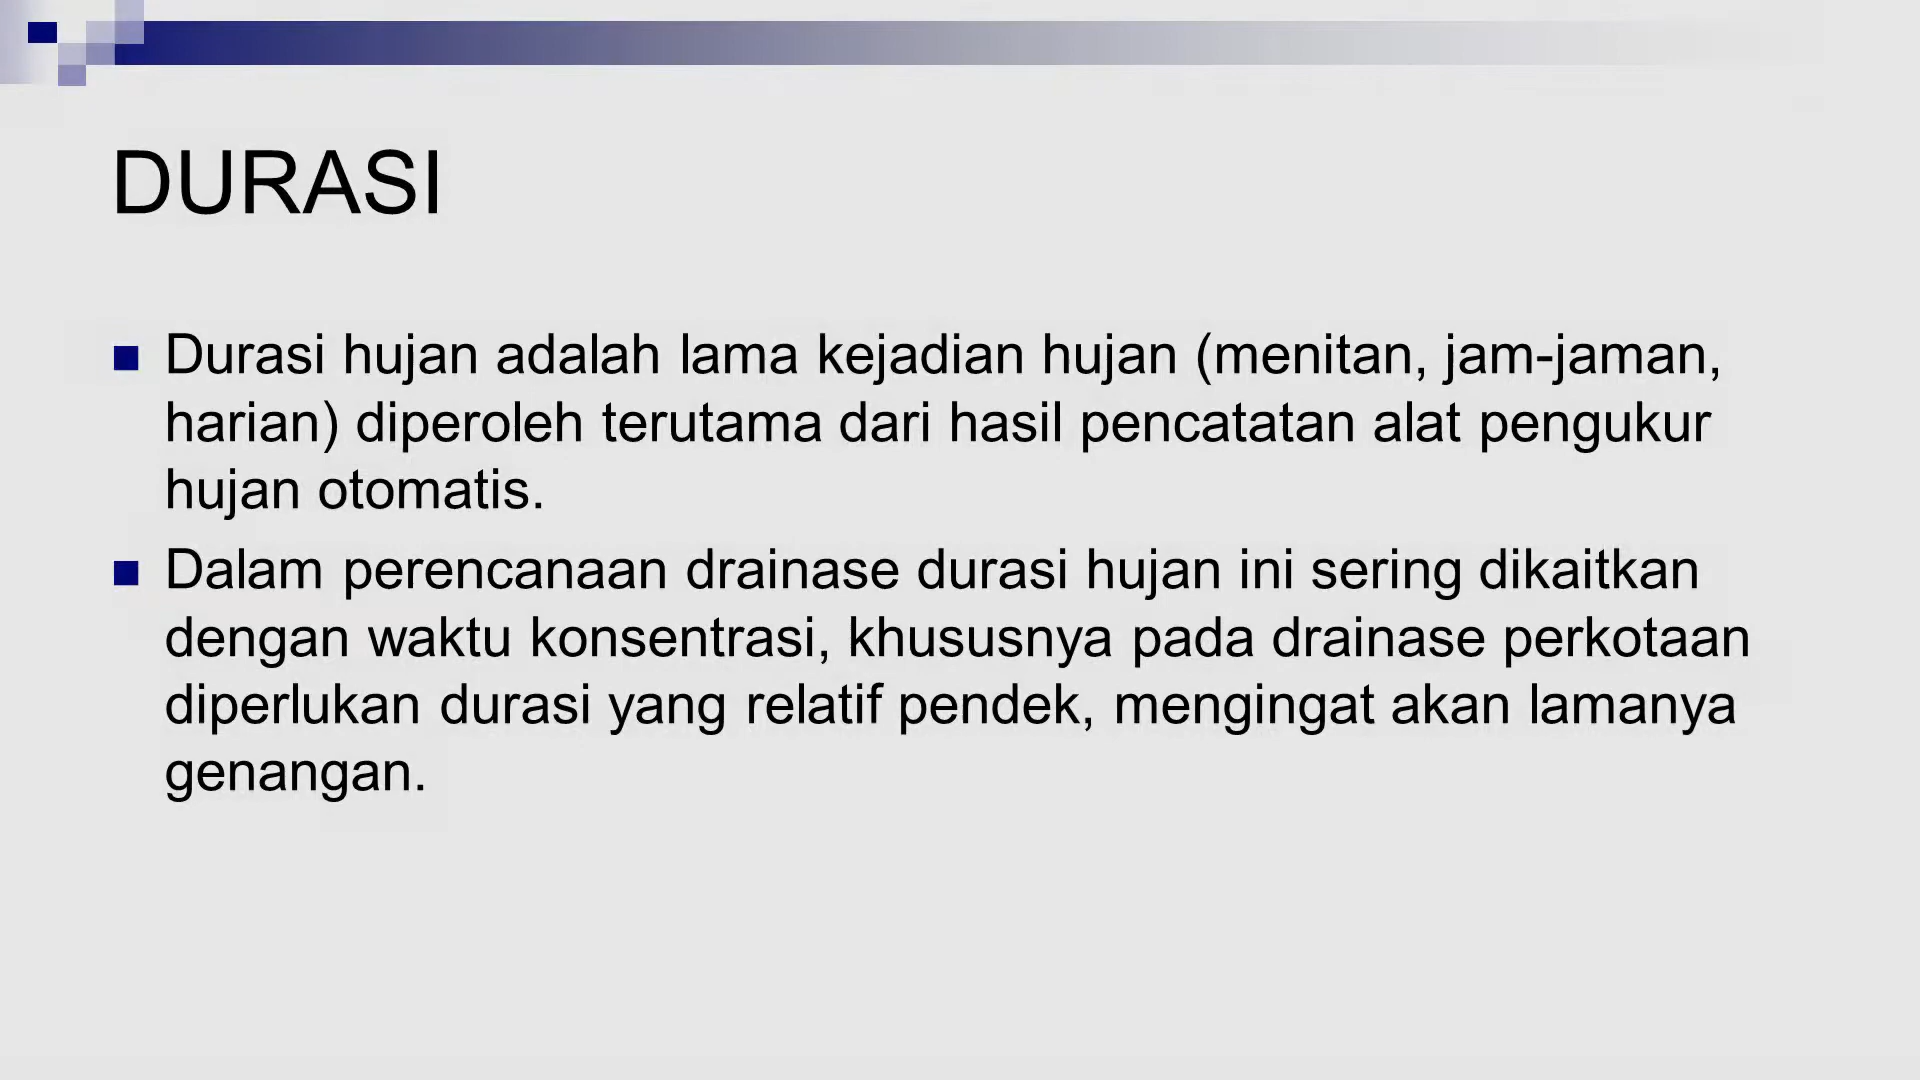 DURASI
Durasi hujan adalah lama kejadian hujan (menitan, jam-jaman,
harian) diperoleh terutama dari hasil pencatatan alat pengukur
hujan otomatis.
Dalam perencanaan drainase durasi hujan ini sering dikaitkan
dengan waktu konsentrasi, khususnya pada drainase perkotaan
diperlukan durasi yang relatif pendek, mengingat akan lamanya
genangan.